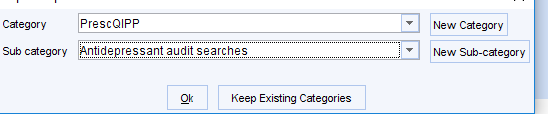 Category PrescQIPP New Category
Sub category Antidepressant audit searches New Sub-category
Ok Keep Existing Categories